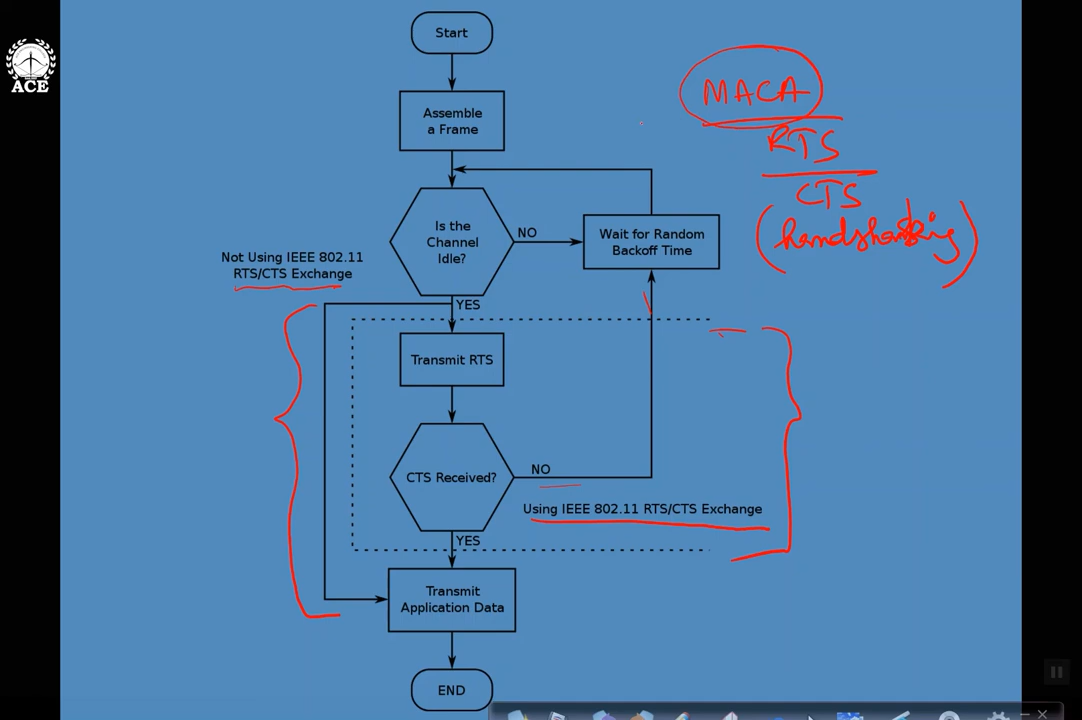 Start
ACE
MACA
Assemble
a Frame
RTS
CTS
Is the
Channel
Idle?
NO
Wait for Random
Backoff Time
(handshaking)
Not Using IEEE 802.11
RTS/CTS Exchange
YES
Transmit RTS
CTS Received?
NO
Using IEEE 802.11 RTS/CTS Exchange
YES
Transmit
Application Data
END